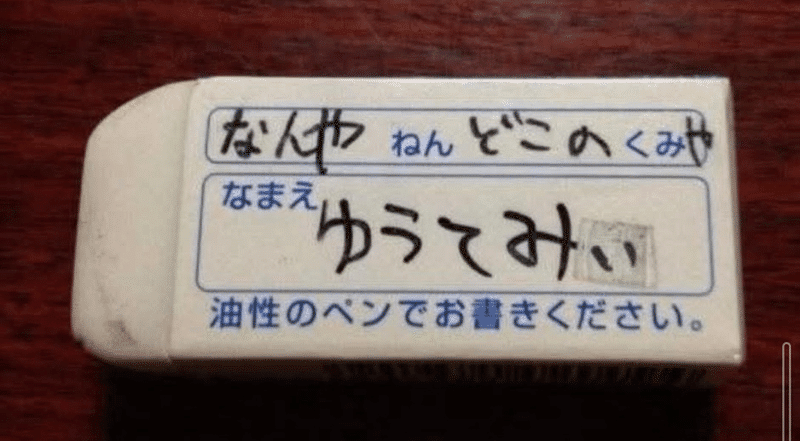 なんや ねん どこの くみや
なまえ ゆうてみい
油性のペンでお書きください。